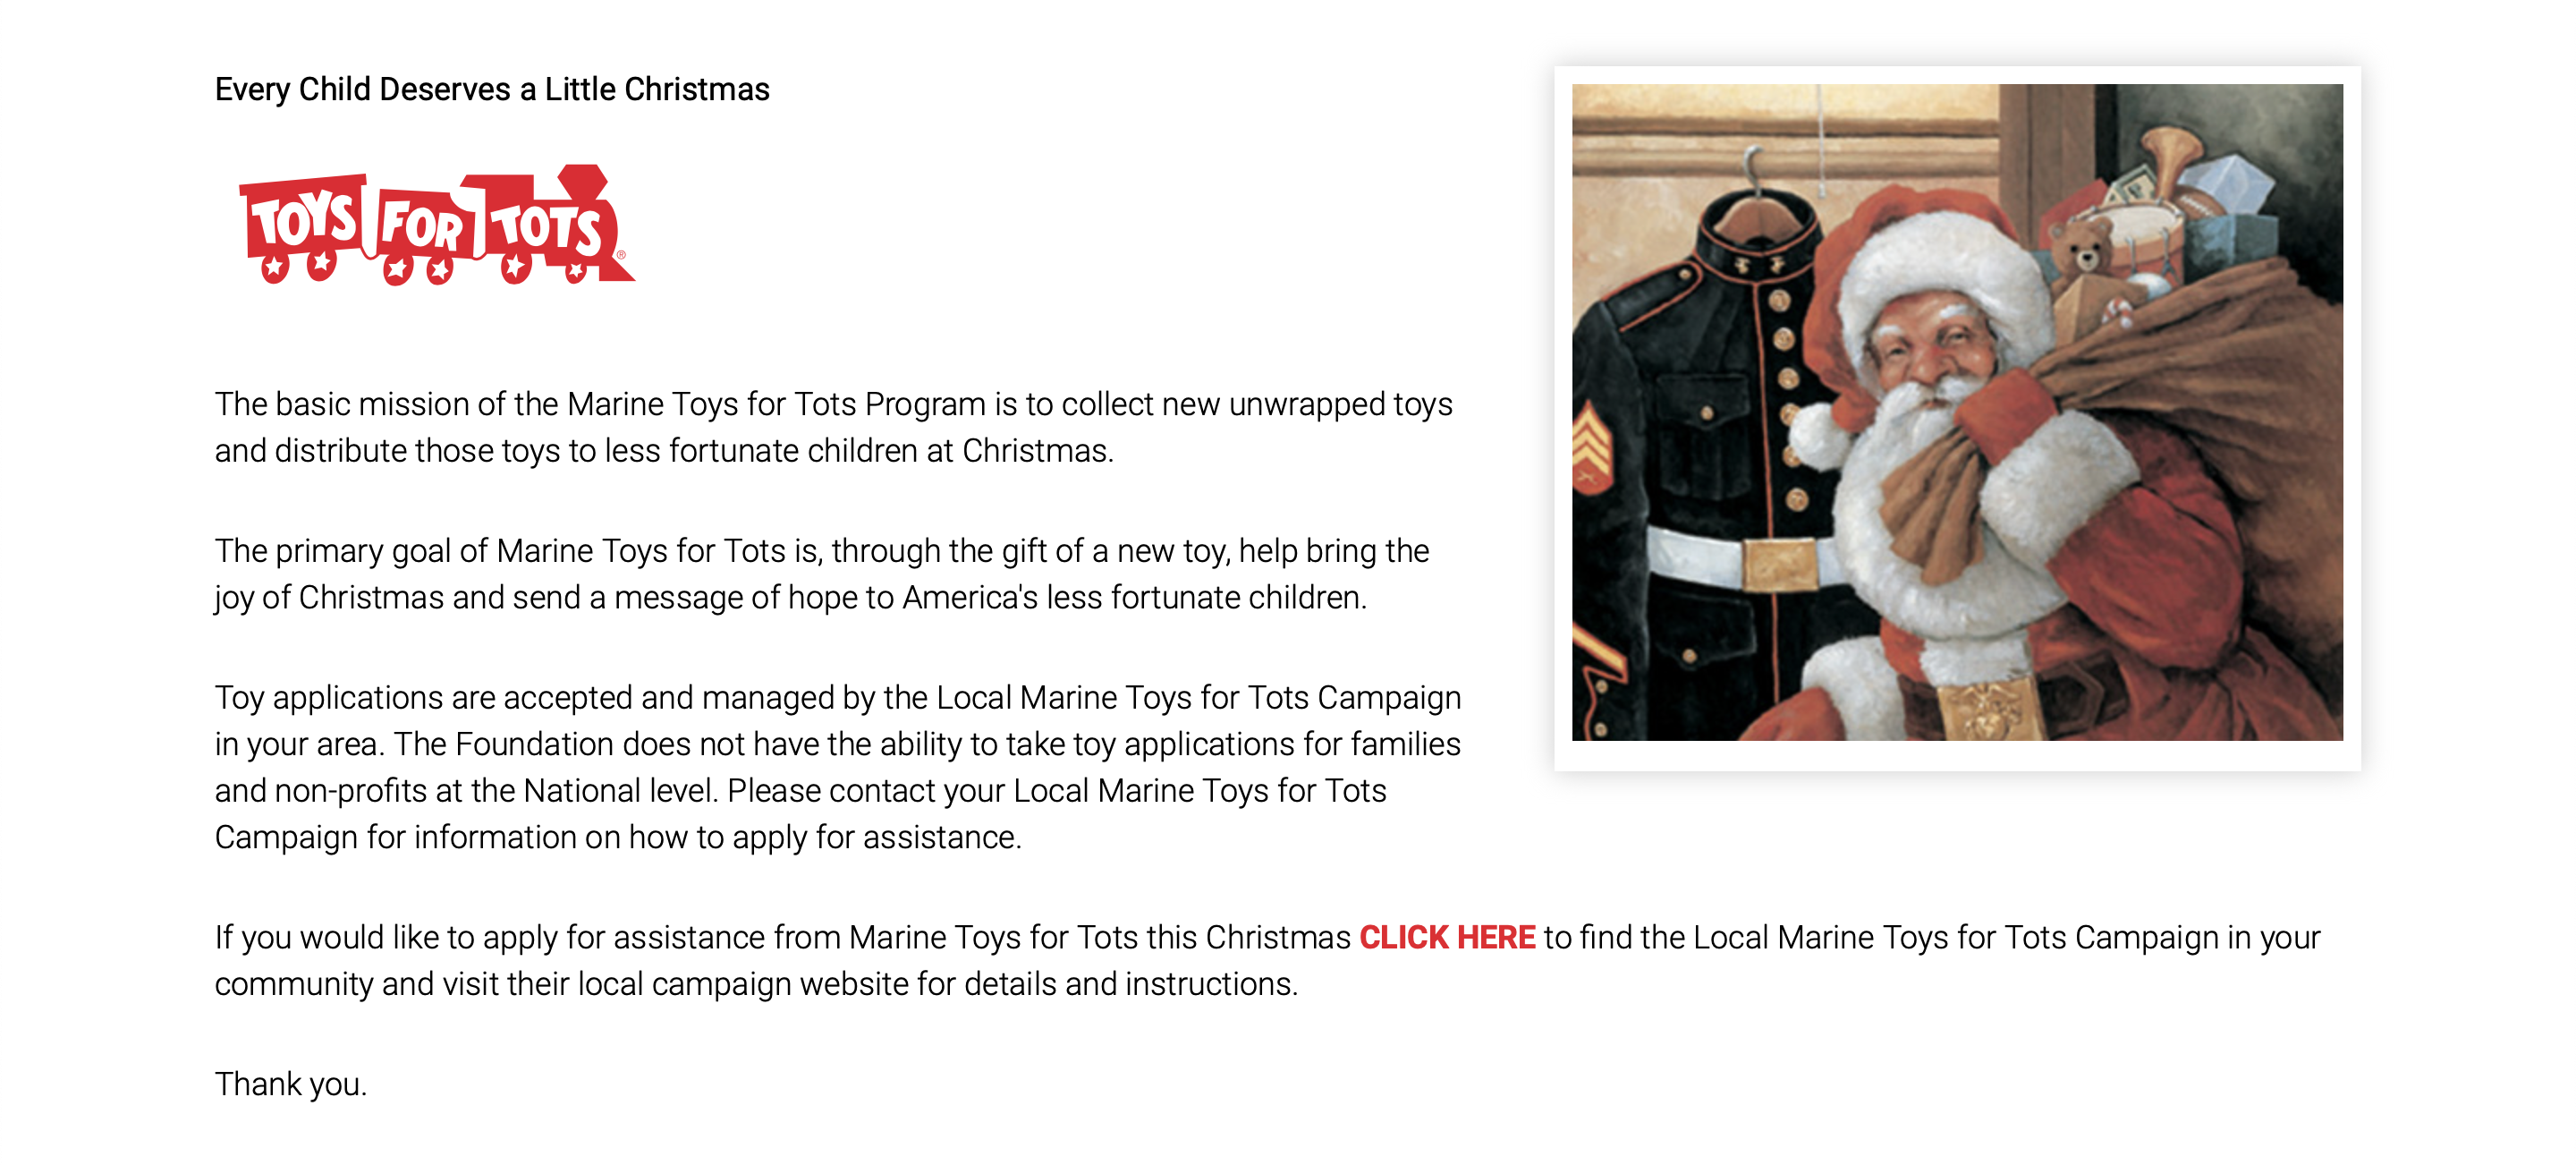 Every Child Deserves a Little Christmas
TOYS FOR TOTS®
The basic mission of the Marine Toys for Tots Program is to collect new unwrapped toys
and distribute those toys to less fortunate children at Christmas.
The primary goal of Marine Toys for Tots is, through the gift of a new toy, help bring the
joy of Christmas and send a message of hope to America's less fortunate children.
Toy applications are accepted and managed by the Local Marine Toys for Tots Campaign
in your area. The Foundation does not have the ability to take toy applications for families
and non-profits at the National level. Please contact your Local Marine Toys for Tots
Campaign for information on how to apply for assistance.
If you would like to apply for assistance from Marine Toys for Tots this Christmas CLICK HERE to find the Local Marine Toys for Tots Campaign in your
community and visit their local campaign website for details and instructions.
Thank you.